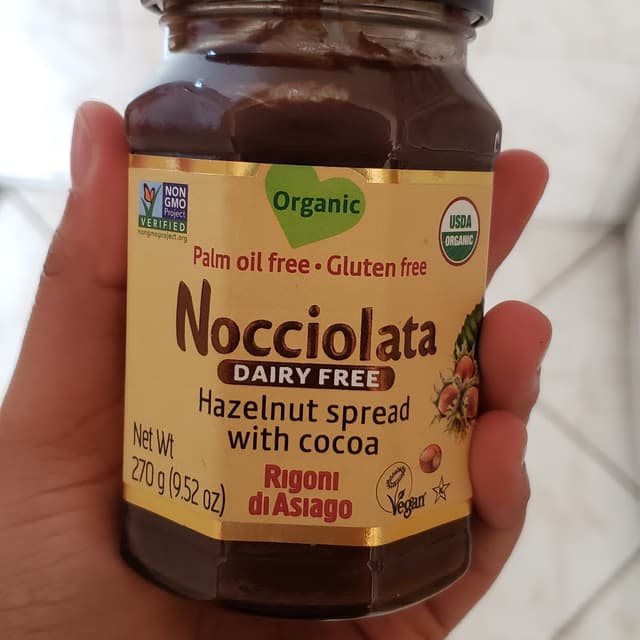 Organic
NON
GMO
Project
VERIFIED
nongmoproject.org
USDA
ORGANIC
Palm oil free • Gluten free
Nocciolata
DAIRY FREE
Hazelnut spread
with cocoa
Net Wt
270 g (9.52 oz)
Rigoni
di Asiago
Vegan
K